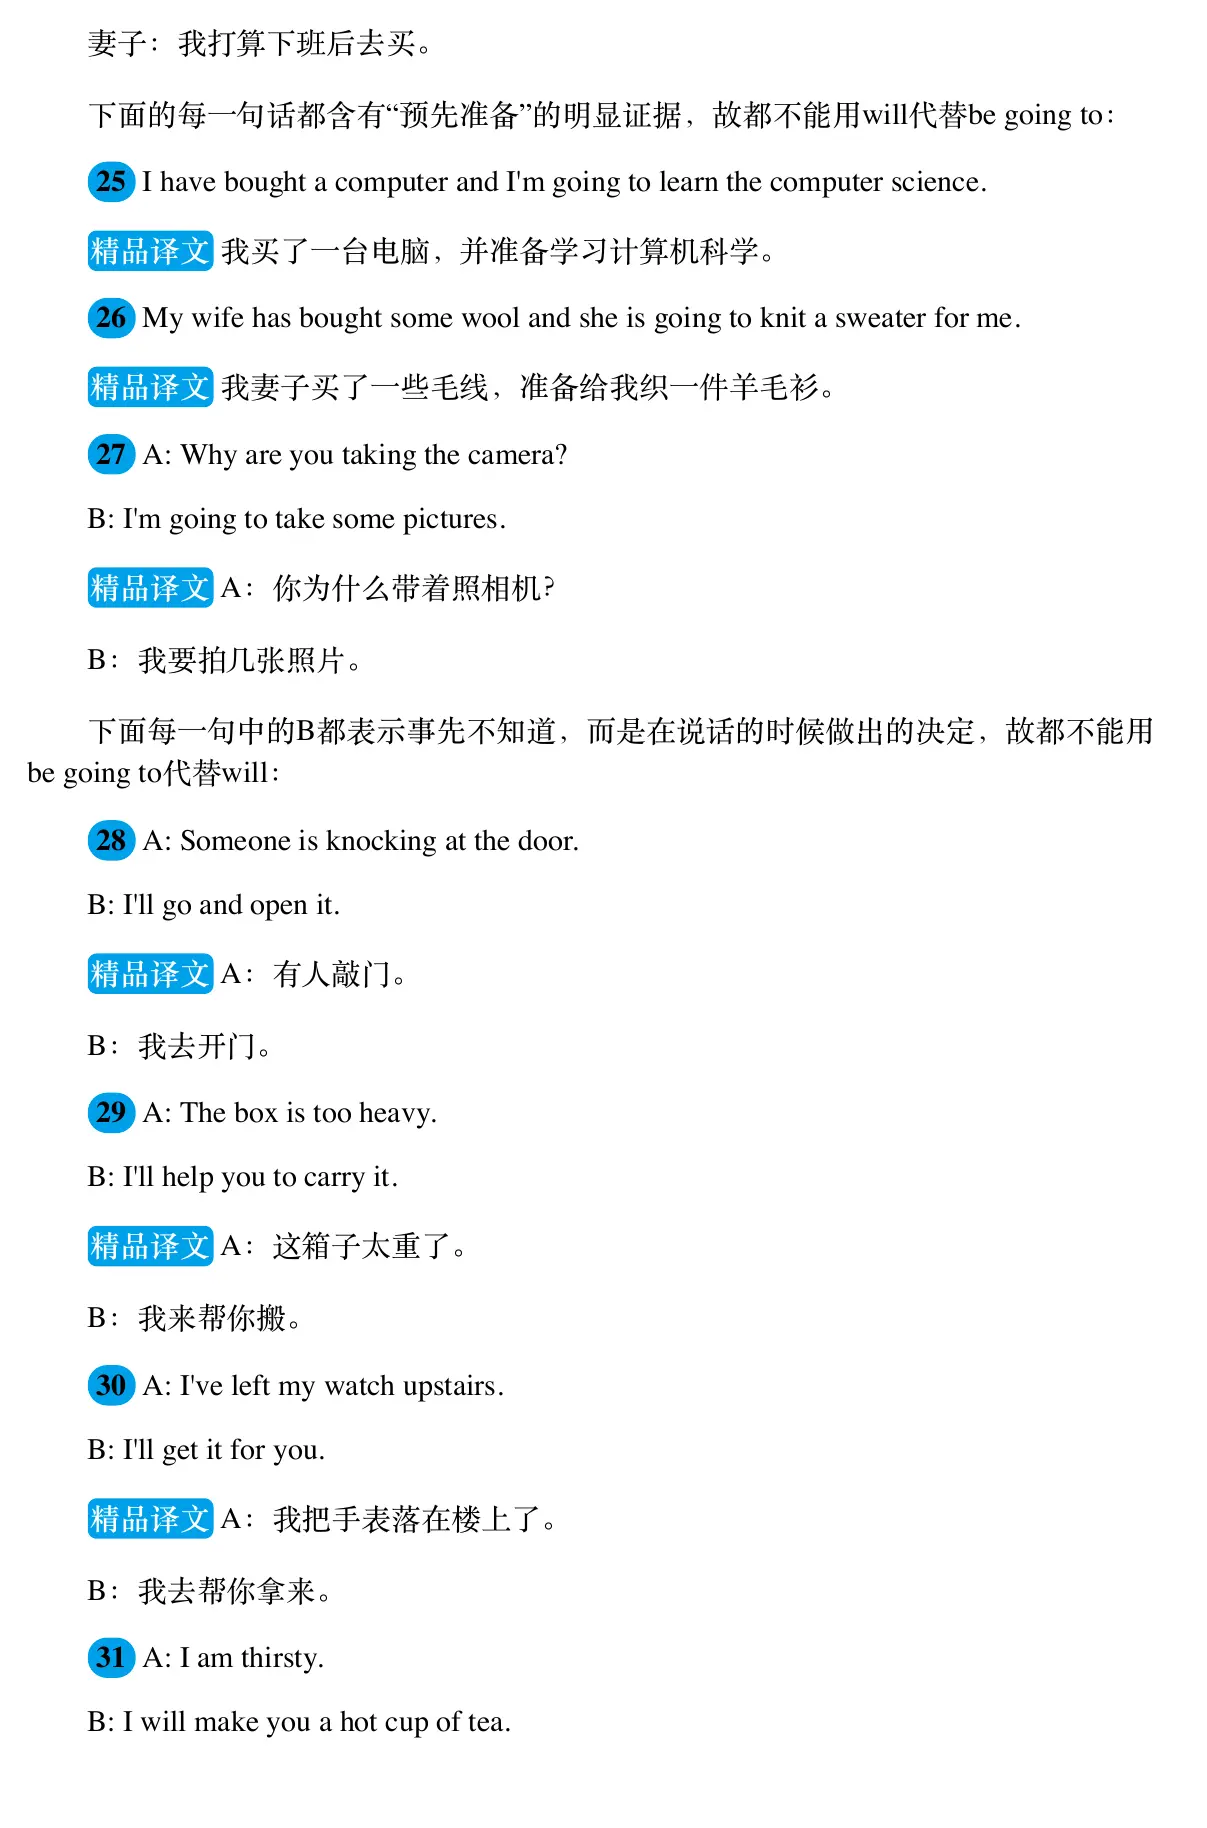 妻子：我打算下班后去买。
下面的每一句话都含有“预先准备”的明显证据，故都不能用will代替be going to：
25 I have bought a computer and I'm going to learn the computer science.
精品译文 我买了一台电脑，并准备学习计算机科学。
26 My wife has bought some wool and she is going to knit a sweater for me.
精品译文 我妻子买了一些毛线，准备给我织一件羊毛衫。
27 A: Why are you taking the camera?
B: I'm going to take some pictures.
精品译文 A：你为什么带着照相机？
B：我要拍几张照片。
下面每一句中的B都表示事先不知道，而是在说话的时候做出的决定，故都不能用
be going to代替will：
28 A: Someone is knocking at the door.
B: I'll go and open it.
精品译文 A：有人敲门。
B：我去开门。
29 A: The box is too heavy.
B: I'll help you to carry it.
精品译文 A：这箱子太重了。
B：我来帮你搬。
30 A: I've left my watch upstairs.
B: I'll get it for you.
精品译文 A：我把手表落在楼上了。
B：我去帮你拿来。
31 A: I am thirsty.
B: I will make you a hot cup of tea.